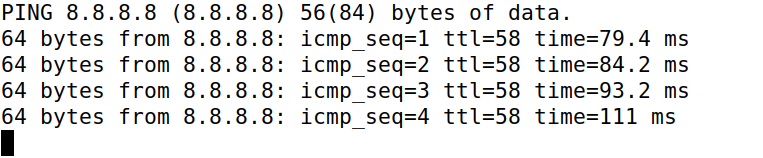 PING 8.8.8.8 (8.8.8.8) 56(84) bytes of data.
64 bytes from 8.8.8.8: icmp_seq=1 ttl=58 time=79.4 ms
64 bytes from 8.8.8.8: icmp_seq=2 ttl=58 time=84.2 ms
64 bytes from 8.8.8.8: icmp_seq=3 ttl=58 time=93.2 ms
64 bytes from 8.8.8.8: icmp_seq=4 ttl=58 time=111 ms